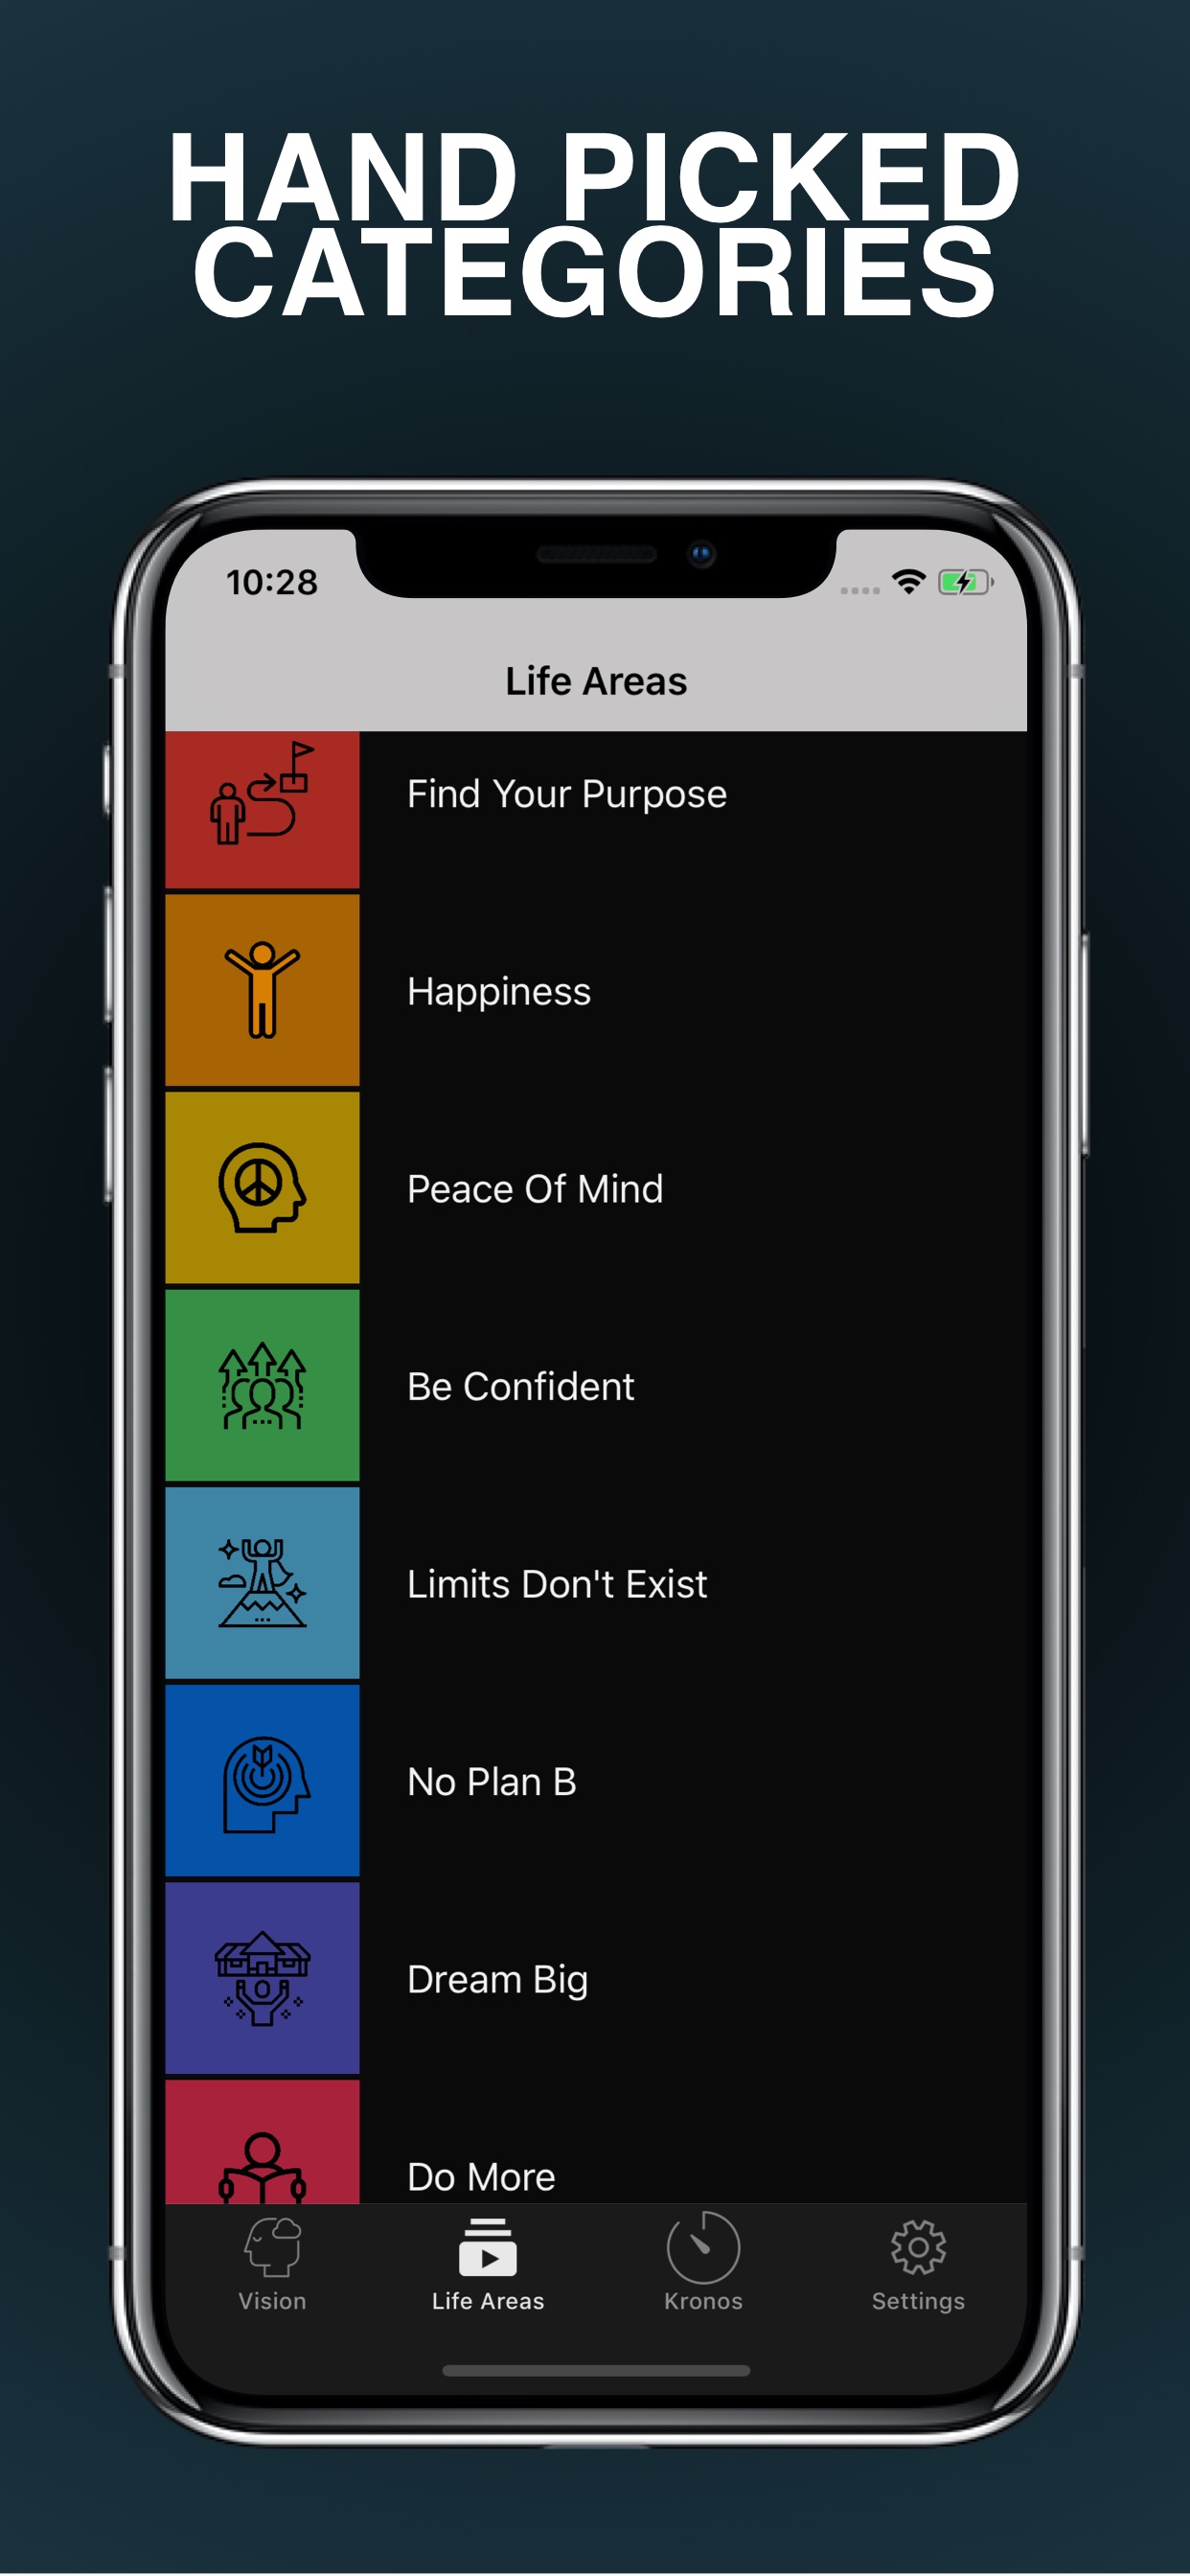 HAND PICKED
CATEGORIES
10:28
Life Areas
Find Your Purpose
Happiness
Peace Of Mind
Be Confident
Limits Don't Exist
No Plan B
Dream Big
Do More
Vision
Life Areas
Kronos
Settings